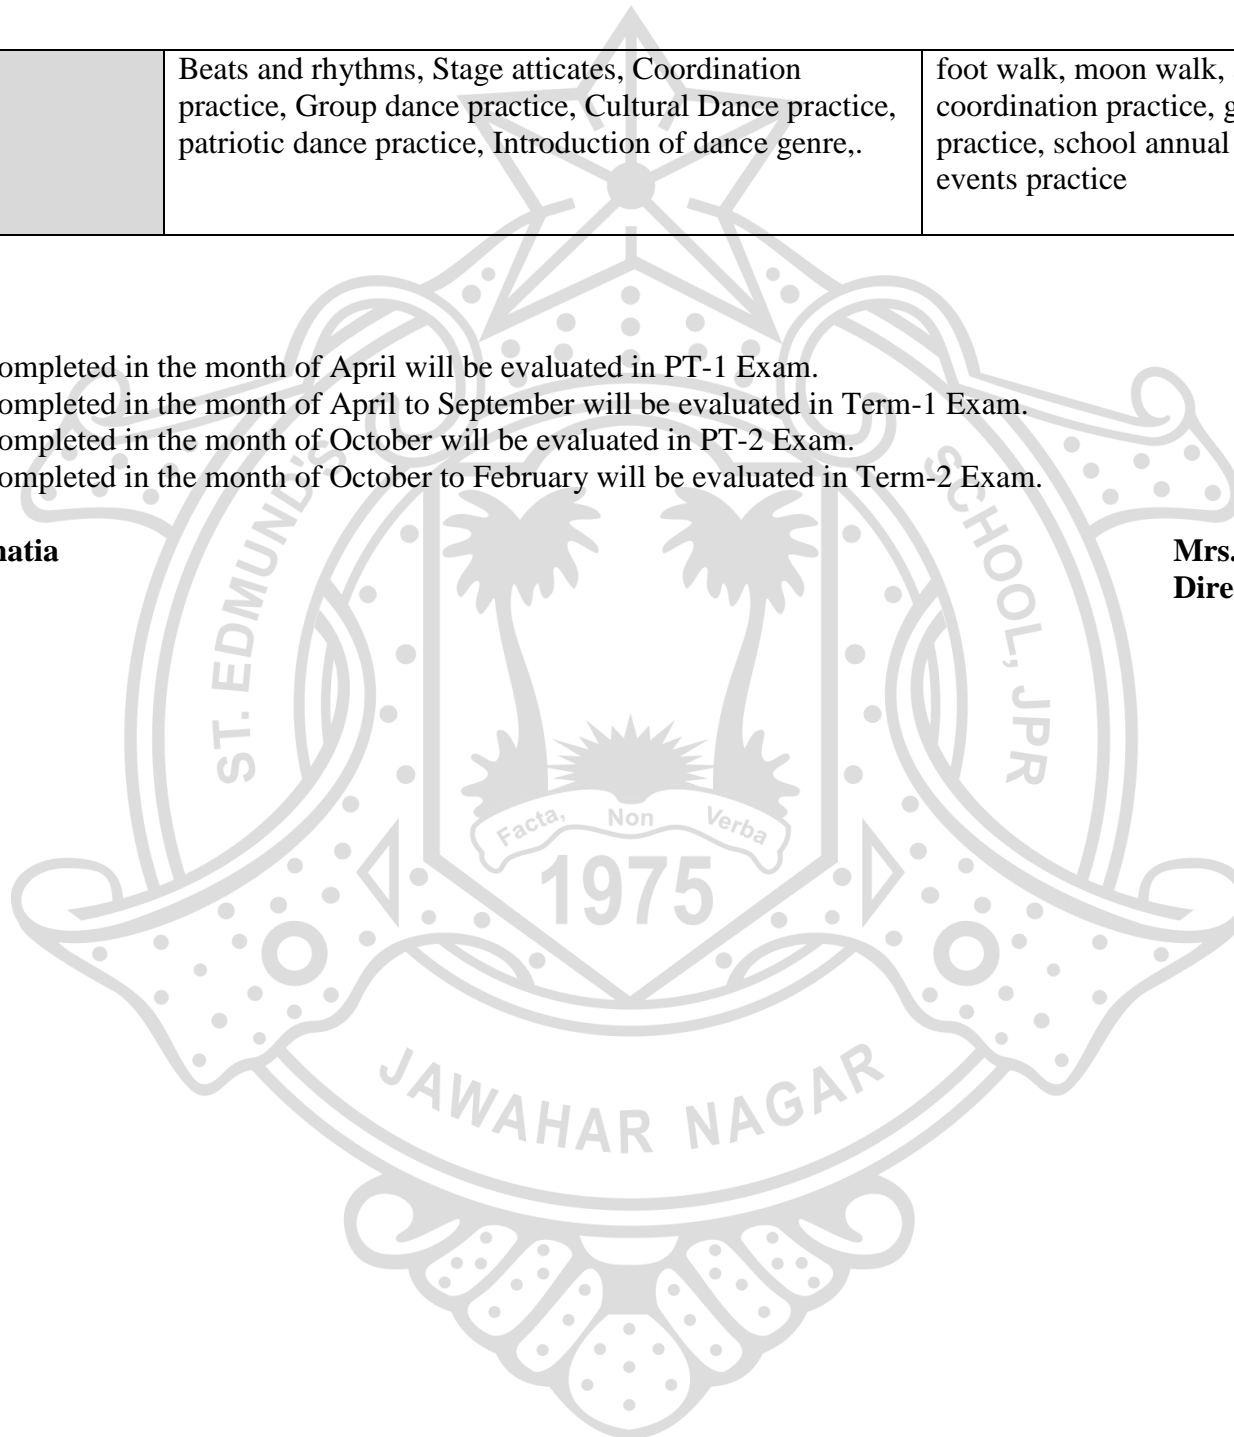 Beats and rhythms, Stage atticates, Coordination
practice, Group dance practice, Cultural Dance practice,
patriotic dance practice, Introduction of dance genre,.
foot walk, moon walk,
coordination practice, g
practice, school annual
events practice
ompleted in the month of April will be evaluated in PT-1 Exam.
ompleted in the month of April to September will be evaluated in Term-1 Exam.
ompleted in the month of October will be evaluated in PT-2 Exam.
ompleted in the month of October to February will be evaluated in Term-2 Exam.
natia
Mrs.
Dire
ST. EDMUND'S
SCHOOL, JPR
Facta, Non Verba
1975
JAWAHAR NAGAR